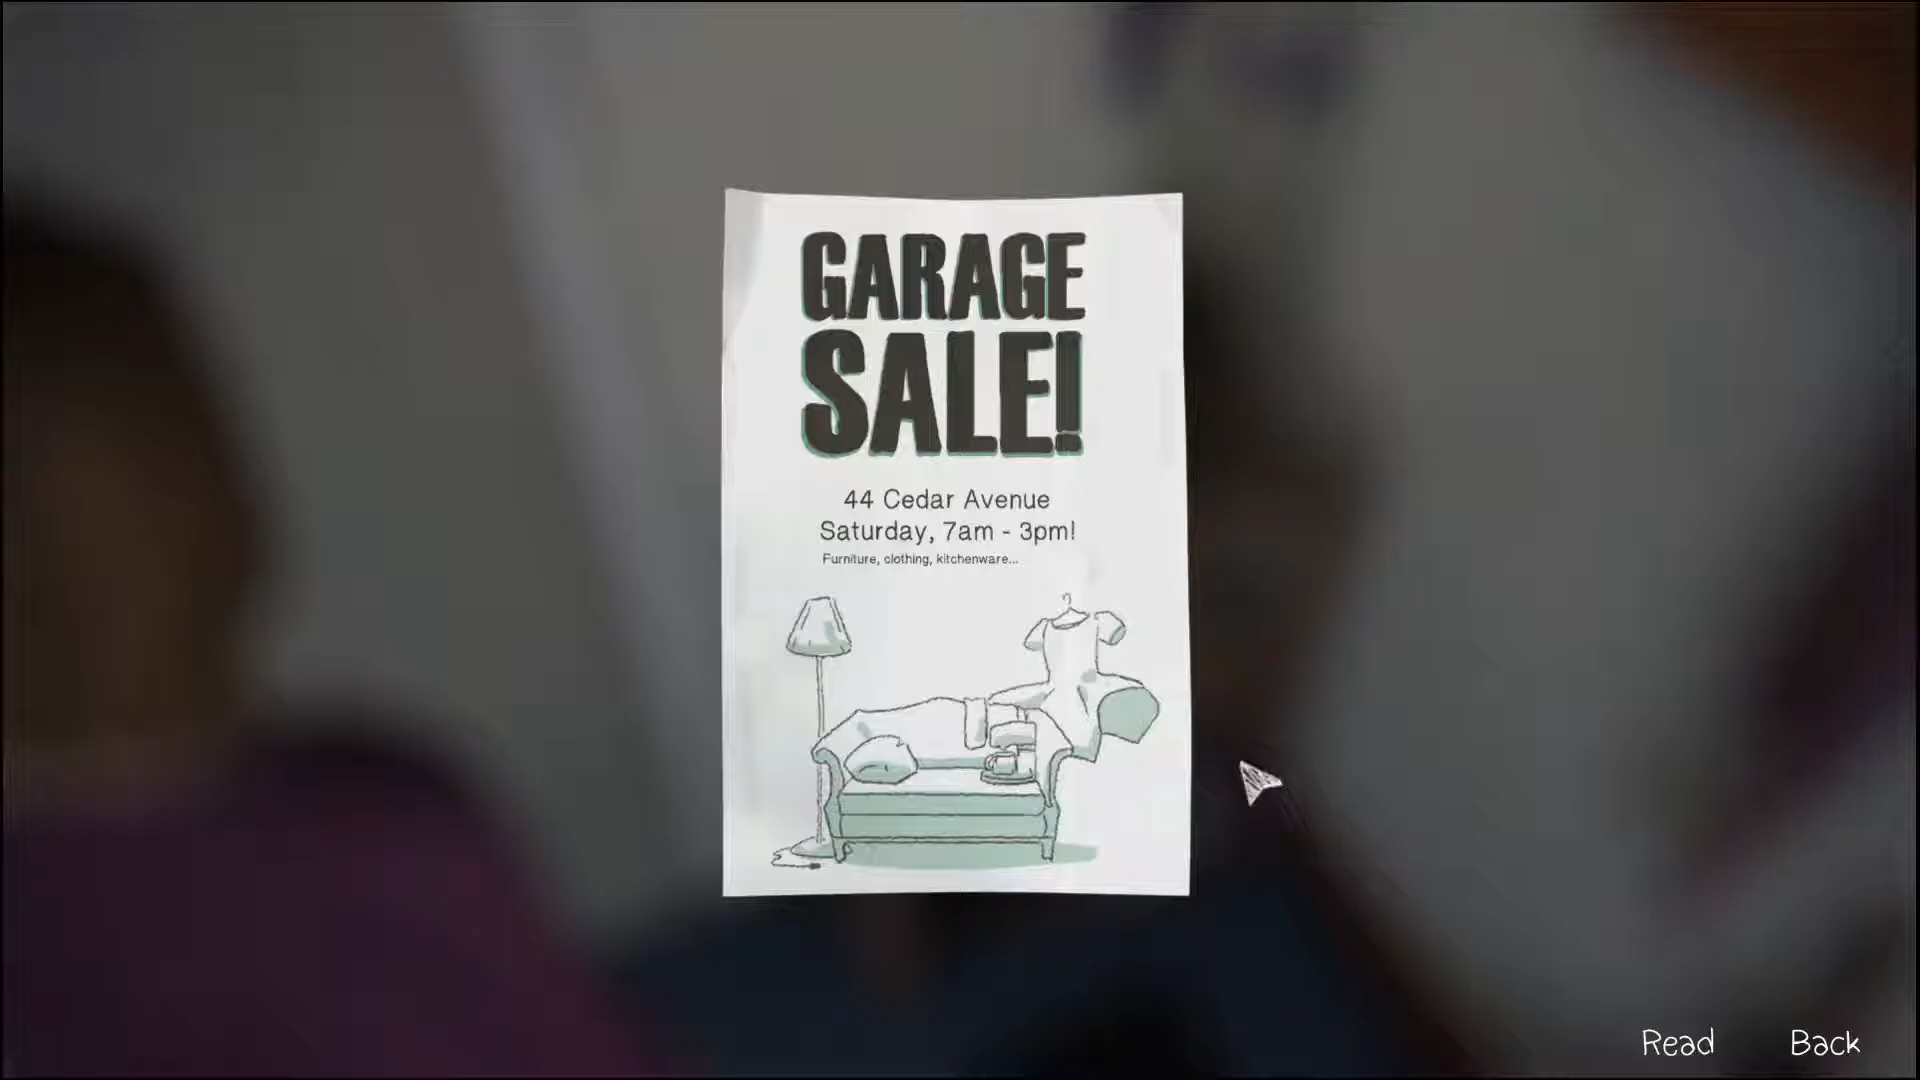 GARAGE
SALE!
44 Cedar Avenue
Saturday, 7am - 3pm!
Furniture, clothing, kitchenware...
Read
Back